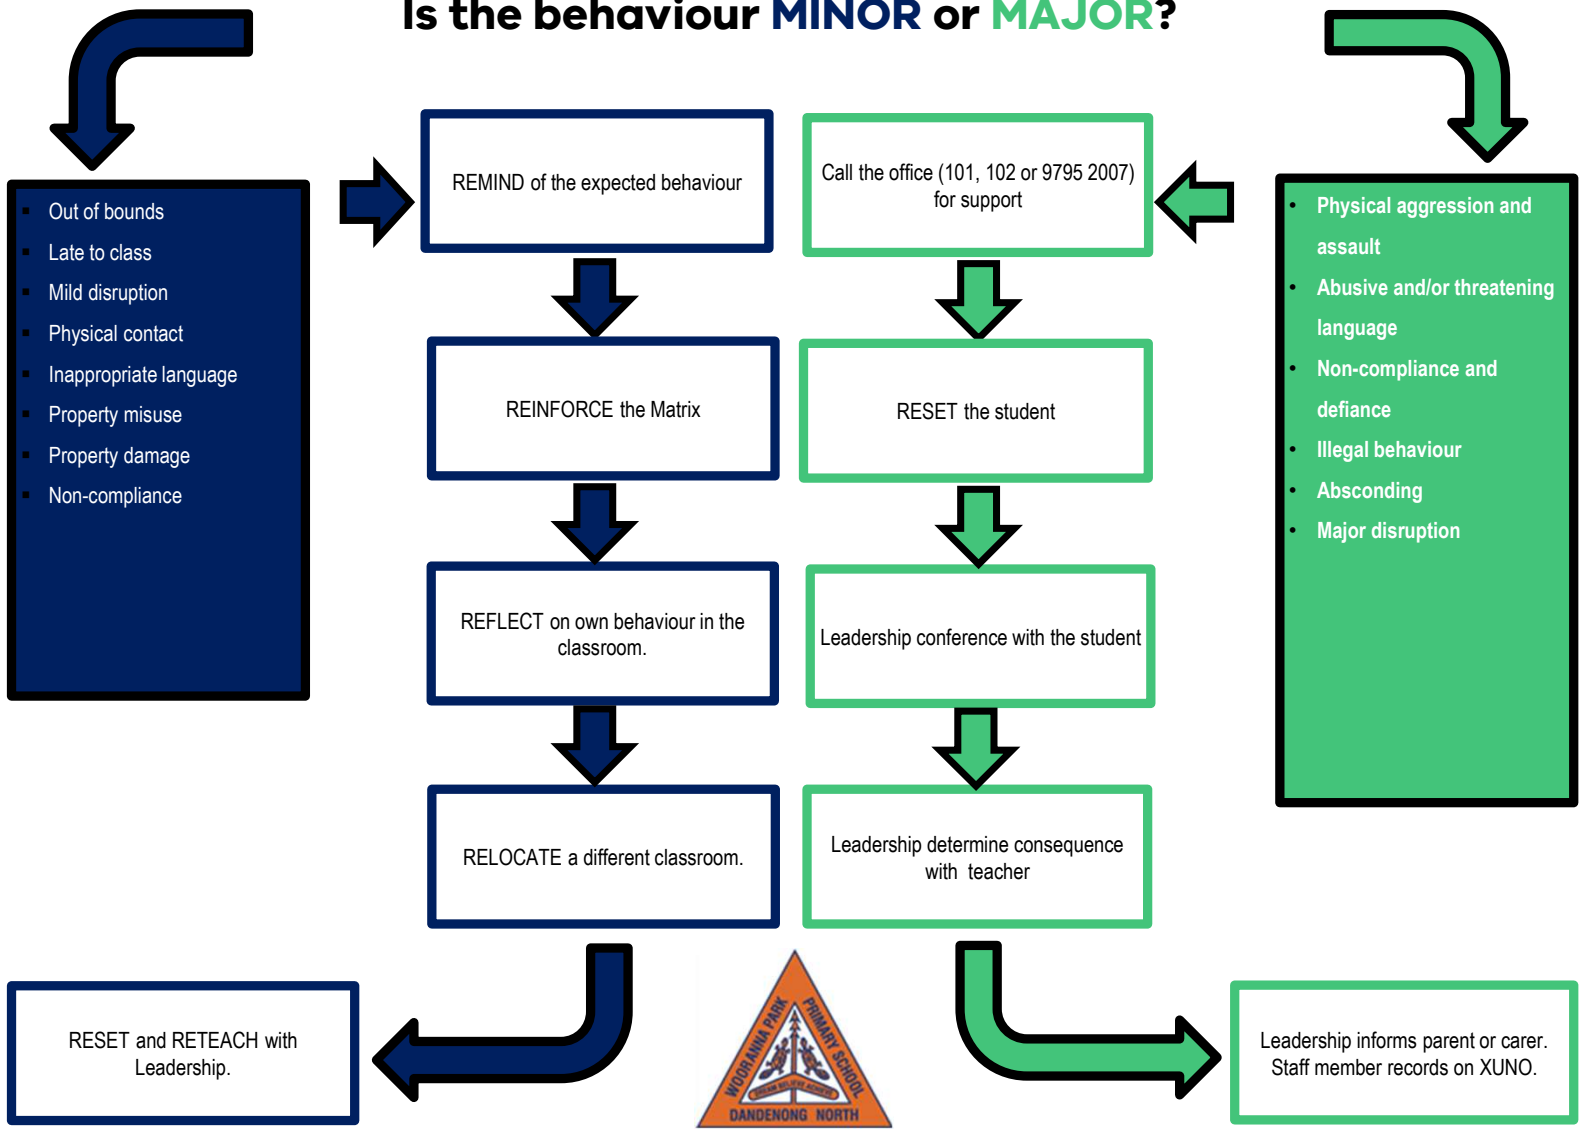 Is the behaviour MINOR or MAJOR?
Out of bounds
Late to class
Mild disruption
Physical contact
Inappropriate language
Property misuse
Property damage
Non-compliance
REMIND of the expected behaviour
REINFORCE the Matrix
REFLECT on own behaviour in the
classroom.
RELOCATE a different classroom.
RESET and RETEACH with
Leadership.
Call the office (101, 102 or 9795 2007)
for support
RESET the student
Leadership conference with the student
Leadership determine consequence
with teacher
Physical aggression and
assault
Abusive and/or threatening
language
Non-compliance and
defiance
Illegal behaviour
Absconding
Major disruption
Leadership informs parent or carer.
Staff member records on XUNO.
WOORANNA PARK
PRIMARY SCHOOL
DREAM BELIEVE ACHIEVE
DANDENONG NORTH